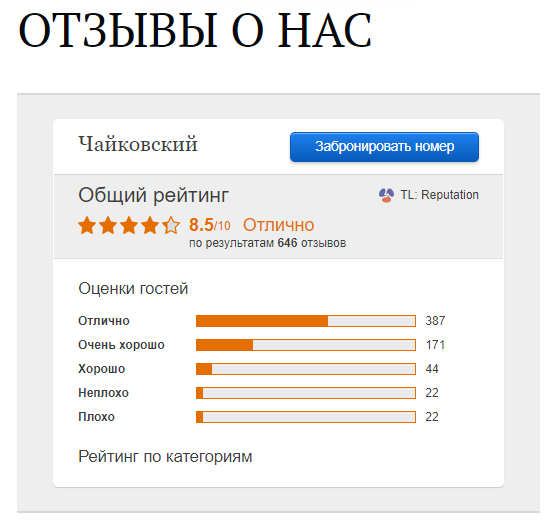 ОТЗЫВЫ О НАС
Чайковский
Забронировать номер
Общий рейтинг
TL: Reputation
8.5/10 Отлично
по результатам 646 отзывов
Оценки гостей
Отлично 387
Очень хорошо 171
Хорошо 44
Неплохо 22
Плохо 22
Рейтинг по категориям